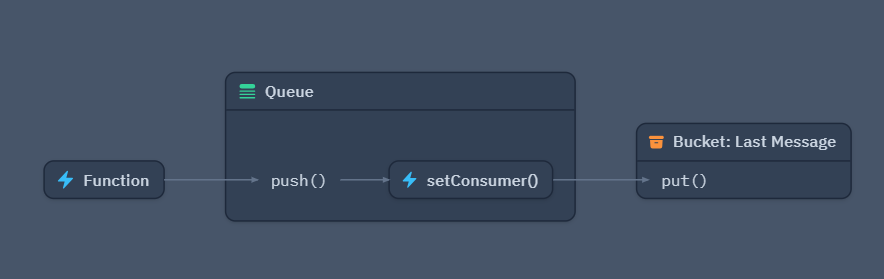 Queue
Bucket: Last Message
Function
push()
setConsumer()
put()